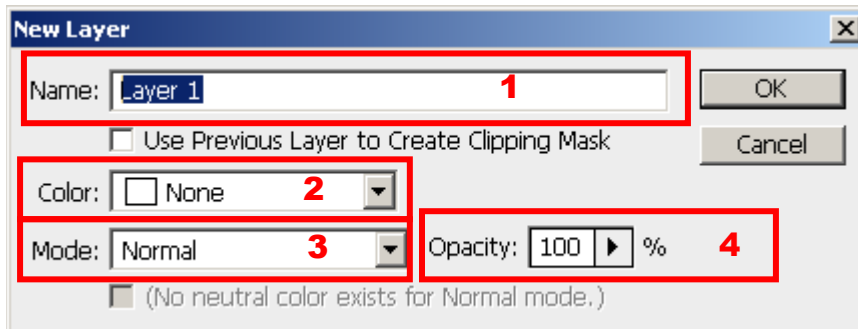 New Layer
Name: Layer 1 1 OK
Use Previous Layer to Create Clipping Mask Cancel
Color: None 2
Mode: Normal 3 Opacity: 100 % 4
(No neutral color exists for Normal mode.)